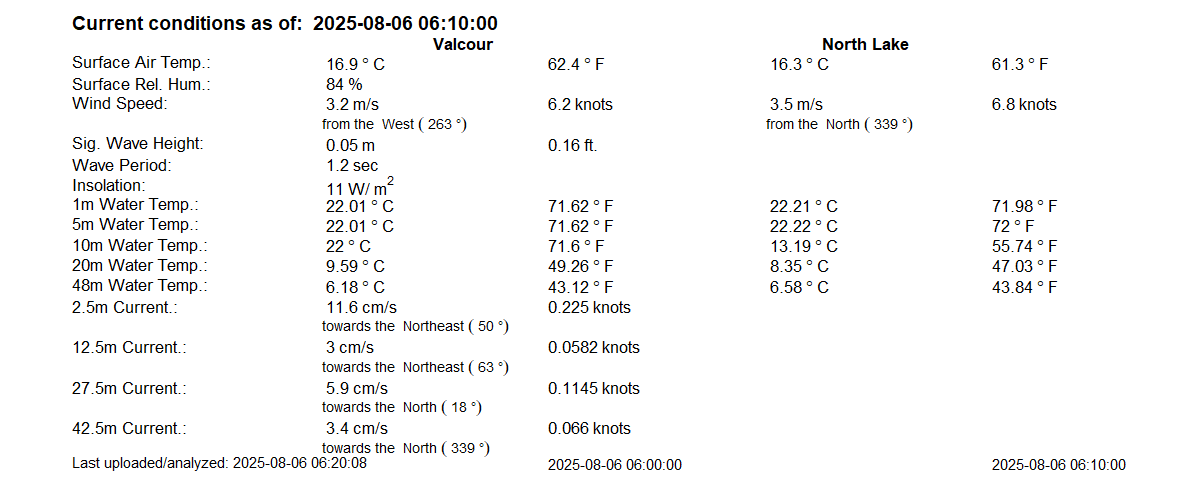 Current conditions as of: 2025-08-06 06:10:00
Valcour North Lake
Surface Air Temp.: 16.9 ° C 62.4 ° F 16.3 ° C 61.3 ° F
Surface Rel. Hum.: 84 %
Wind Speed: 3.2 m/s 6.2 knots 3.5 m/s 6.8 knots
from the West ( 263 °) from the North ( 339 °)
Sig. Wave Height: 0.05 m 0.16 ft.
Wave Period: 1.2 sec
Insolation: 11 W/ m²
1m Water Temp.: 22.01 ° C 71.62 ° F 22.21 ° C 71.98 ° F
5m Water Temp.: 22.01 ° C 71.62 ° F 22.22 ° C 72 ° F
10m Water Temp.: 22 ° C 71.6 ° F 13.19 ° C 55.74 ° F
20m Water Temp.: 9.59 ° C 49.26 ° F 8.35 ° C 47.03 ° F
48m Water Temp.: 6.18 ° C 43.12 ° F 6.58 ° C 43.84 ° F
2.5m Current.: 11.6 cm/s 0.225 knots
towards the Northeast ( 50 °)
12.5m Current.: 3 cm/s 0.0582 knots
towards the Northeast ( 63 °)
27.5m Current.: 5.9 cm/s 0.1145 knots
towards the North ( 18 °)
42.5m Current.: 3.4 cm/s 0.066 knots
towards the North ( 339 °)
Last uploaded/analyzed: 2025-08-06 06:20:08 2025-08-06 06:00:00 2025-08-06 06:10:00